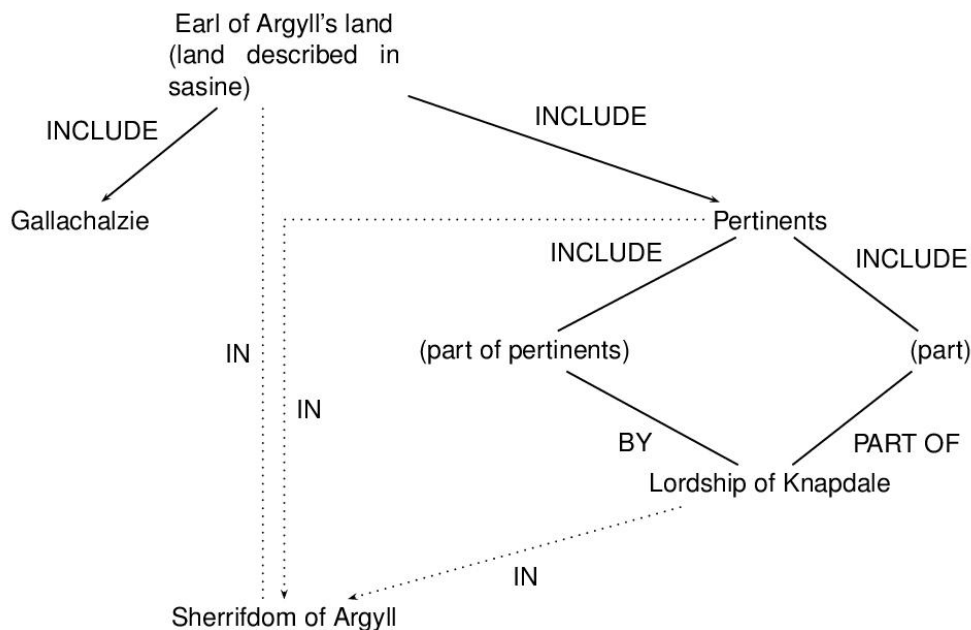 Earl of Argyll's land
(land described in
sasine)
INCLUDE
INCLUDE
Gallachalzie
Pertinents
INCLUDE
INCLUDE
IN
(part of pertinents)
(part)
IN
BY
PART OF
Lordship of Knapdale
IN
Sherrifdom of Argyll